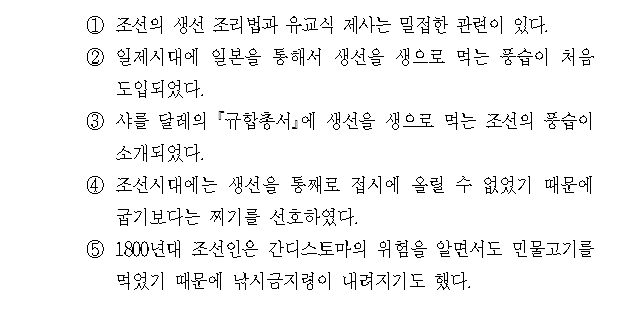 ① 조선의 생선 조리법과 유교식 제사는 밀접한 관련이 있다.
② 일제시대에 일본을 통해서 생선을 생으로 먹는 풍습이 처음
도입되었다.
③ 샤를 달레의 『규합총서』에 생선을 생으로 먹는 조선의 풍습이
소개되었다.
④ 조선시대에는 생선을 통째로 접시에 올릴 수 없었기 때문에
굽기보다는 찌기를 선호하였다.
⑤ 1800년대 조선인은 간디스토마의 위험을 알면서도 민물고기를
먹었기 때문에 낚시금지령이 내려지기도 했다.